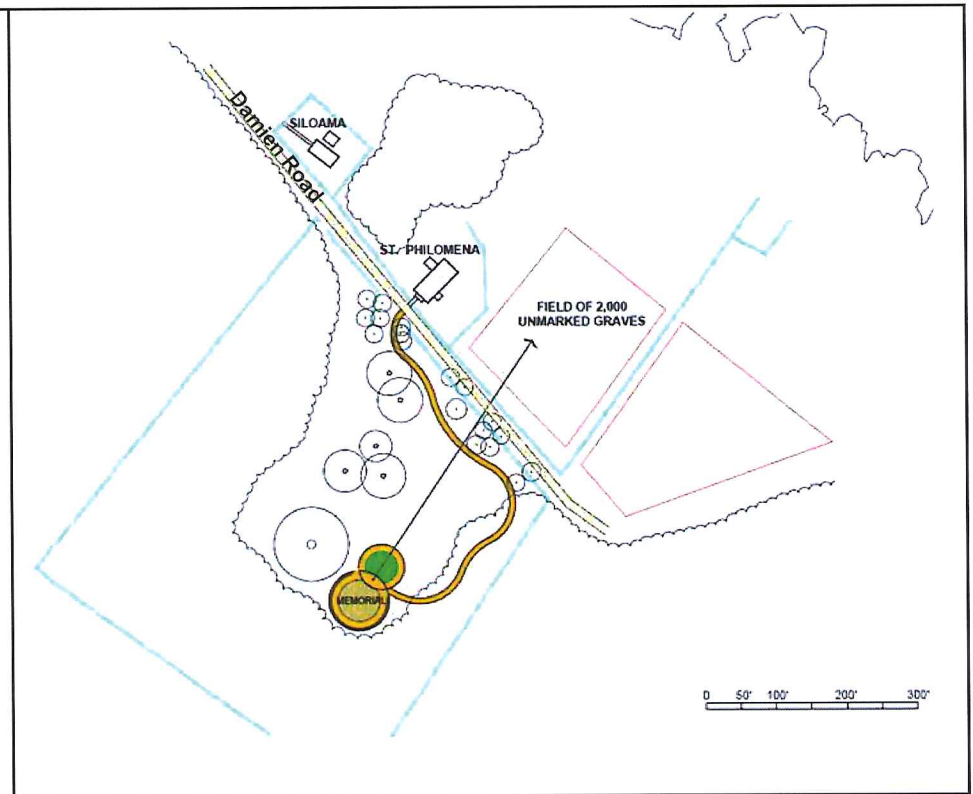 Damien Road
SILOAMA
ST. PHILOMENA
FIELD OF 2,000
UNMARKED GRAVES
MEMORIAL
0 50' 100' 200' 300'